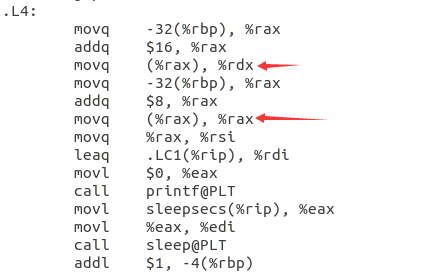 .L4:
movq -32(%rbp), %rax
addq $16, %rax
movq (%rax), %rdx
movq -32(%rbp), %rax
addq $8, %rax
movq (%rax), %rax
movq %rax, %rsi
leaq .LC1(%rip), %rdi
movl $0, %eax
call printf@PLT
movl sleepsecs(%rip), %eax
movl %eax, %edi
call sleep@PLT
addl $1, -4(%rbp)